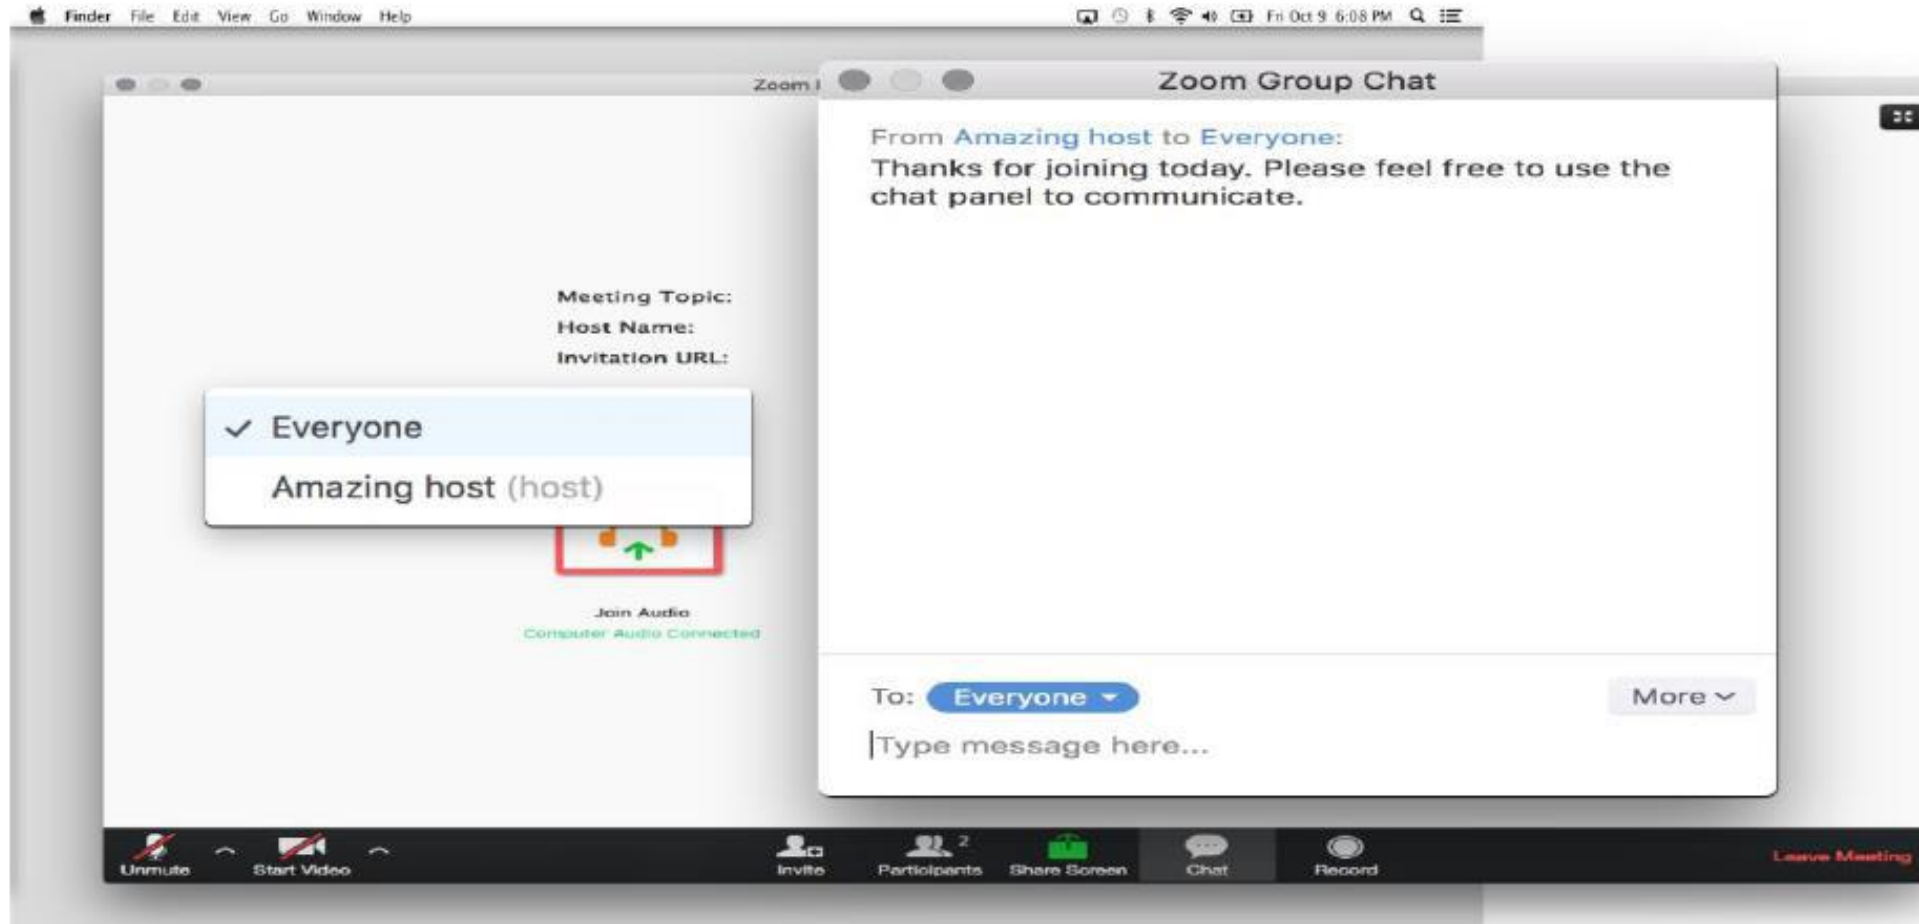 Finder File Edit View Go Window Help
Fri Oct 9 6:08 PM
Zoom
Zoom Group Chat
From Amazing host to Everyone:
Thanks for joining today. Please feel free to use the
chat panel to communicate.
Meeting Topic:
Host Name:
Invitation URL:
✓ Everyone
Amazing host (host)
Join Audio
Computer Audio Connected
To: Everyone
More
Type message here...
Unmute
Start Video
Invite
Participants 2
Share Screen
Chat
Record
Leave Meeting